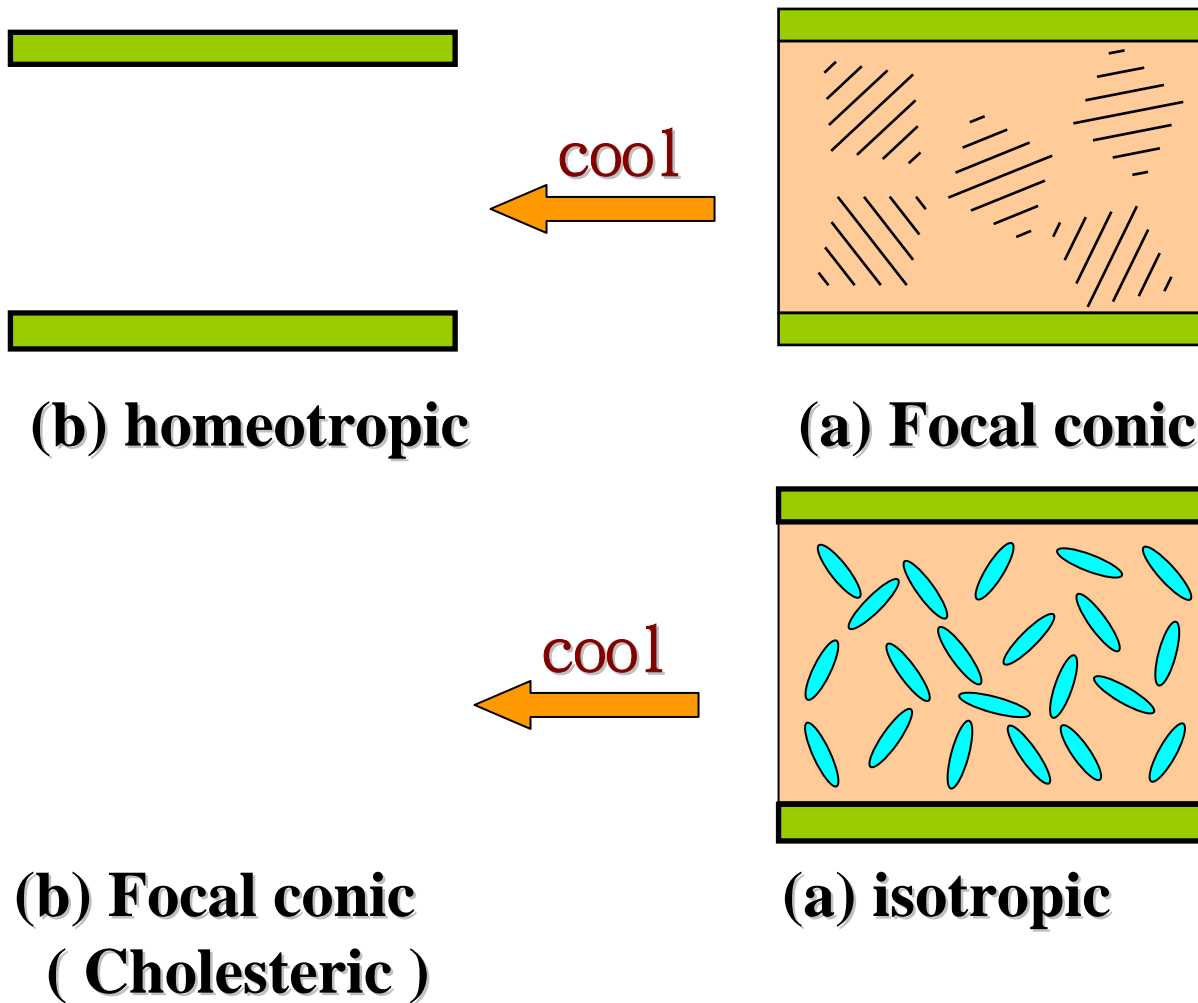 cool
(b) homeotropic
(a) Focal conic
cool
(b) Focal conic
( Cholesteric )
(a) isotropic